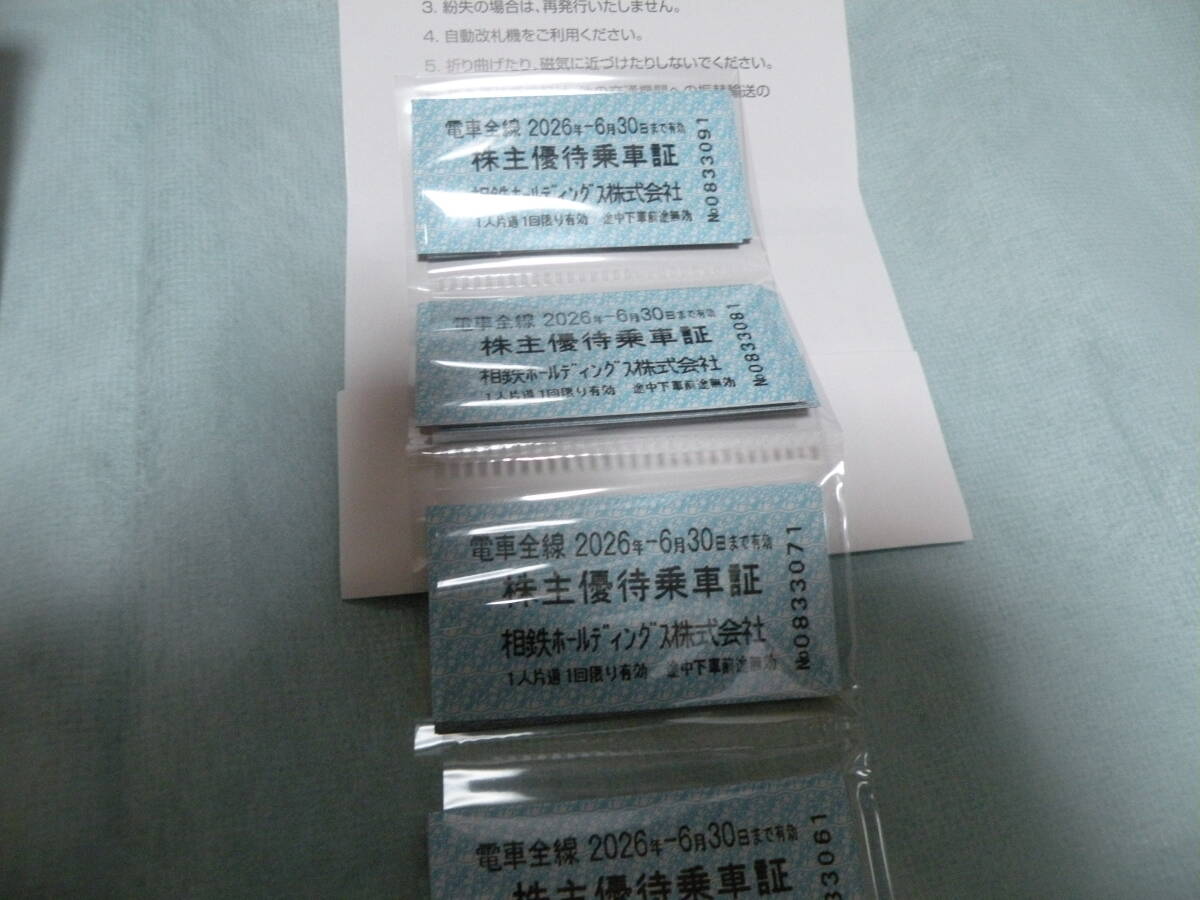 3. 紛失の場合は、再発行いたしません。
4. 自動改札機をご利用ください。
5. 折り曲げたり、磁気に近づけたりしないでください。
の交通機関への振替輸送の
電車全線 2026年-6月30日まで有効
株主優待乗車証
相鉄ホールディングス株式会社
1人片道1回限り有効 途中下車前途無効
№0833091
電車全線 2026年-6月30日まで有効
株主優待乗車証
相鉄ホールディングス株式会社
1人片道1回限り有効 途中下車前途無効
№0833081
電車全線 2026年-6月30日まで有効
株主優待乗車証
相鉄ホールディングス株式会社
1人片道1回限り有効 途中下車前途無効
№0833071
電車全線 2026年-6月30日まで有効
株主優待乗車証
33061